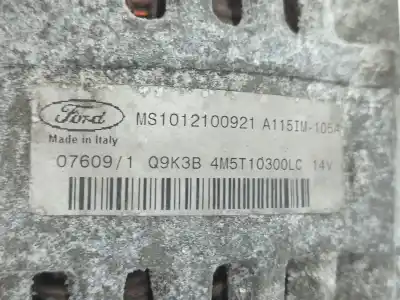 Ford MS1012100921 A115IM-105A
Made in Italy
07609/1 Q9K3B 4M5T10300LC 14V